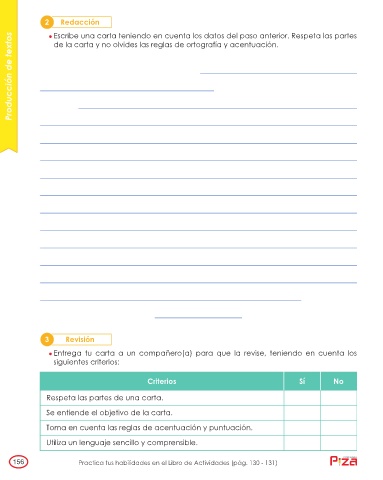 Producción de textos
2 Redacción
Escribe una carta teniendo en cuenta los datos del paso anterior. Respeta las partes
de la carta y no olvides las reglas de ortografía y acentuación.
3 Revisión
Entrega tu carta a un compañero(a) para que la revise, teniendo en cuenta los
siguientes criterios:
Criterios Sí No
Respeta las partes de una carta.
Se entiende el objetivo de la carta.
Toma en cuenta las reglas de acentuación y puntuación.
Utiliza un lenguaje sencillo y comprensible.
156 Practica tus habilidades en el Libro de Actividades (pág. 130 - 131)